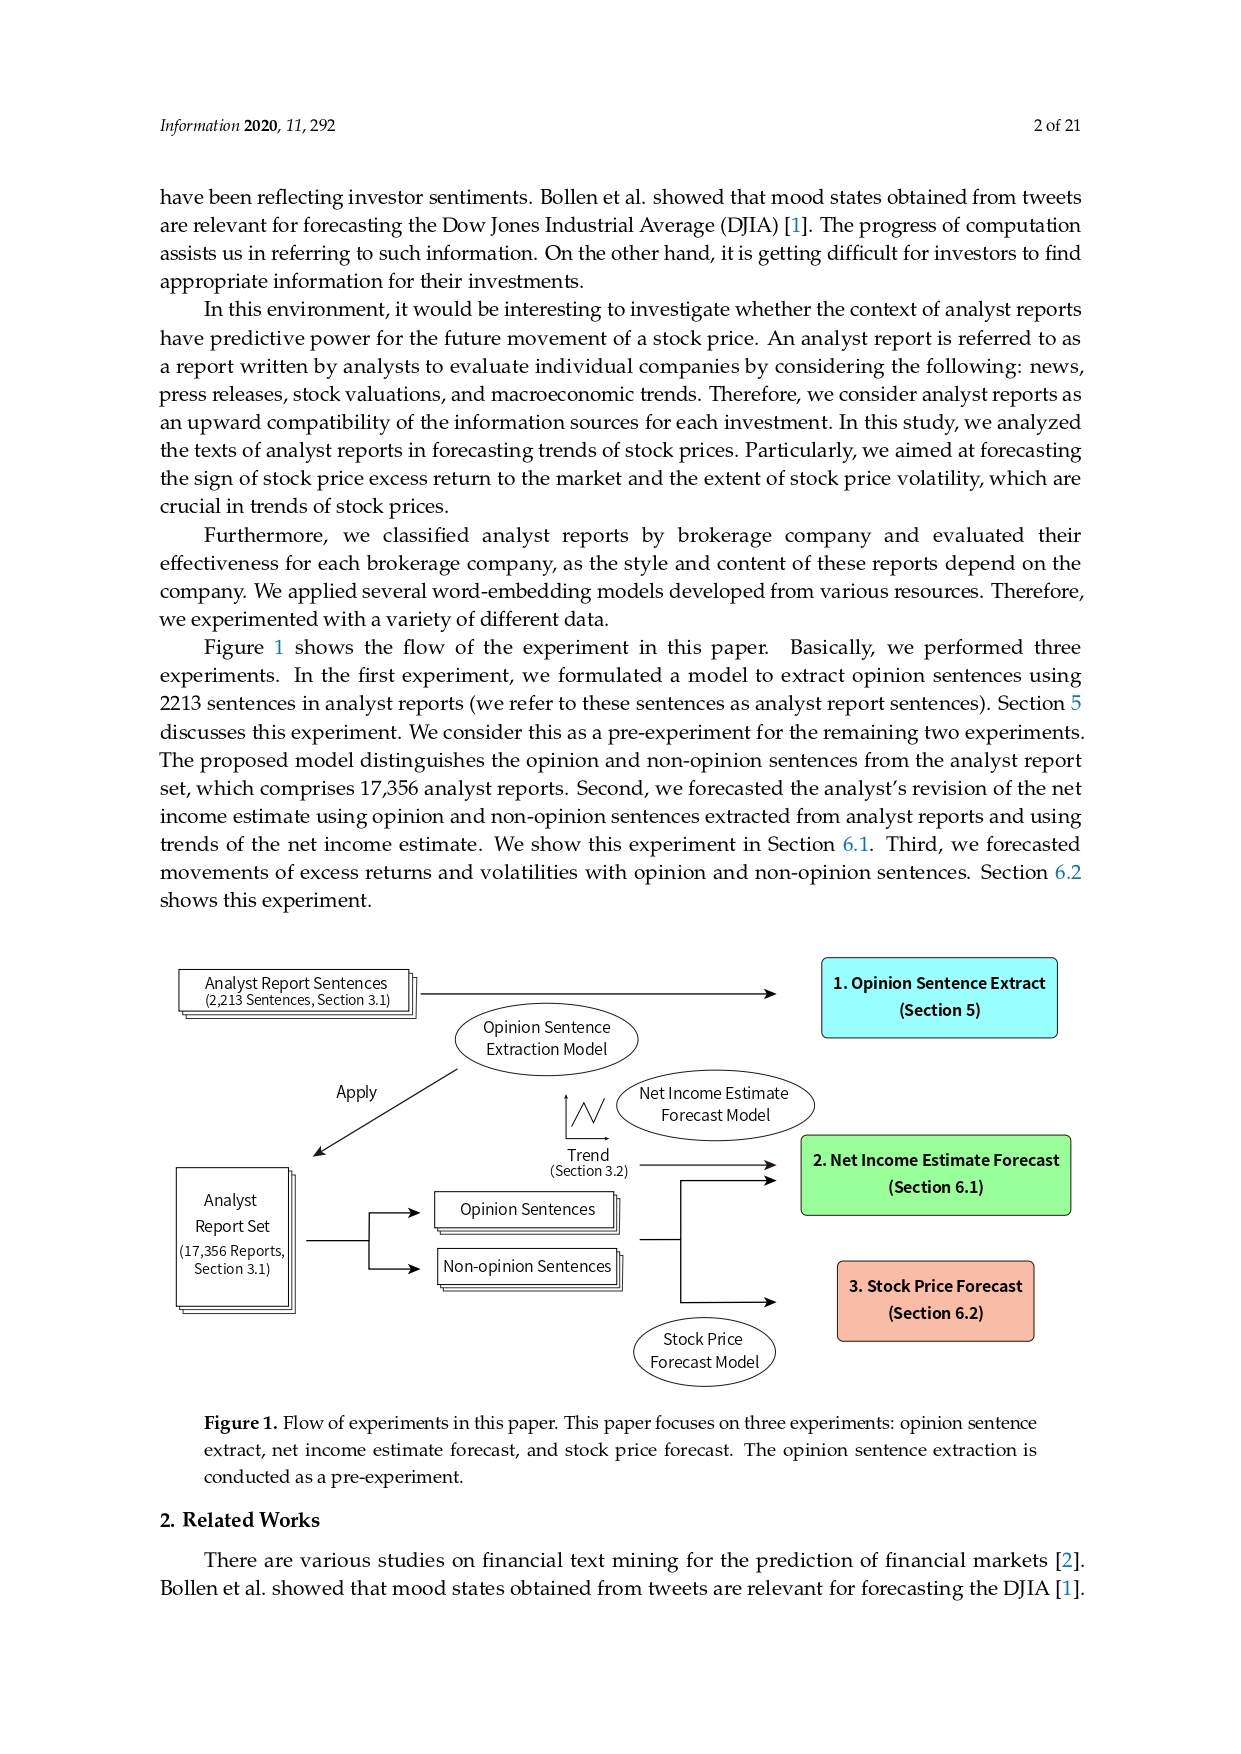 Information 2020, 11, 292
2 of 21
have been reflecting investor sentiments. Bollen et al. showed that mood states obtained from tweets
are relevant for forecasting the Dow Jones Industrial Average (DJIA) [1]. The progress of computation
assists us in referring to such information. On the other hand, it is getting difficult for investors to find
appropriate information for their investments.
In this environment, it would be interesting to investigate whether the context of analyst reports
have predictive power for the future movement of a stock price. An analyst report is referred to as
a report written by analysts to evaluate individual companies by considering the following: news,
press releases, stock valuations, and macroeconomic trends. Therefore, we consider analyst reports as
an upward compatibility of the information sources for each investment. In this study, we analyzed
the texts of analyst reports in forecasting trends of stock prices. Particularly, we aimed at forecasting
the sign of stock price excess return to the market and the extent of stock price volatility, which are
crucial in trends of stock prices.
Furthermore, we classified analyst reports by brokerage company and evaluated their
effectiveness for each brokerage company, as the style and content of these reports depend on the
company. We applied several word-embedding models developed from various resources. Therefore,
we experimented with a variety of different data.
Figure 1 shows the flow of the experiment in this paper. Basically, we performed three
experiments. In the first experiment, we formulated a model to extract opinion sentences using
2213 sentences in analyst reports (we refer to these sentences as analyst report sentences). Section 5
discusses this experiment. We consider this as a pre-experiment for the remaining two experiments.
The proposed model distinguishes the opinion and non-opinion sentences from the analyst report
set, which comprises 17,356 analyst reports. Second, we forecasted the analyst's revision of the net
income estimate using opinion and non-opinion sentences extracted from analyst reports and using
trends of the net income estimate. We show this experiment in Section 6.1. Third, we forecasted
movements of excess returns and volatilities with opinion and non-opinion sentences. Section 6.2
shows this experiment.
Analyst Report Sentences
(2,213 Sentences, Section 3.1)
1. Opinion Sentence Extract
(Section 5)
Opinion Sentence
Extraction Model
Apply
Net Income Estimate
Forecast Model
Trend
(Section 3.2)
2. Net Income Estimate Forecast
(Section 6.1)
Analyst
Report Set
(17,356 Reports,
Section 3.1)
Opinion Sentences
Non-opinion Sentences
3. Stock Price Forecast
(Section 6.2)
Stock Price
Forecast Model
Figure 1. Flow of experiments in this paper. This paper focuses on three experiments: opinion sentence
extract, net income estimate forecast, and stock price forecast. The opinion sentence extraction is
conducted as a pre-experiment.
2. Related Works
There are various studies on financial text mining for the prediction of financial markets [2].
Bollen et al. showed that mood states obtained from tweets are relevant for forecasting the DJIA [1].